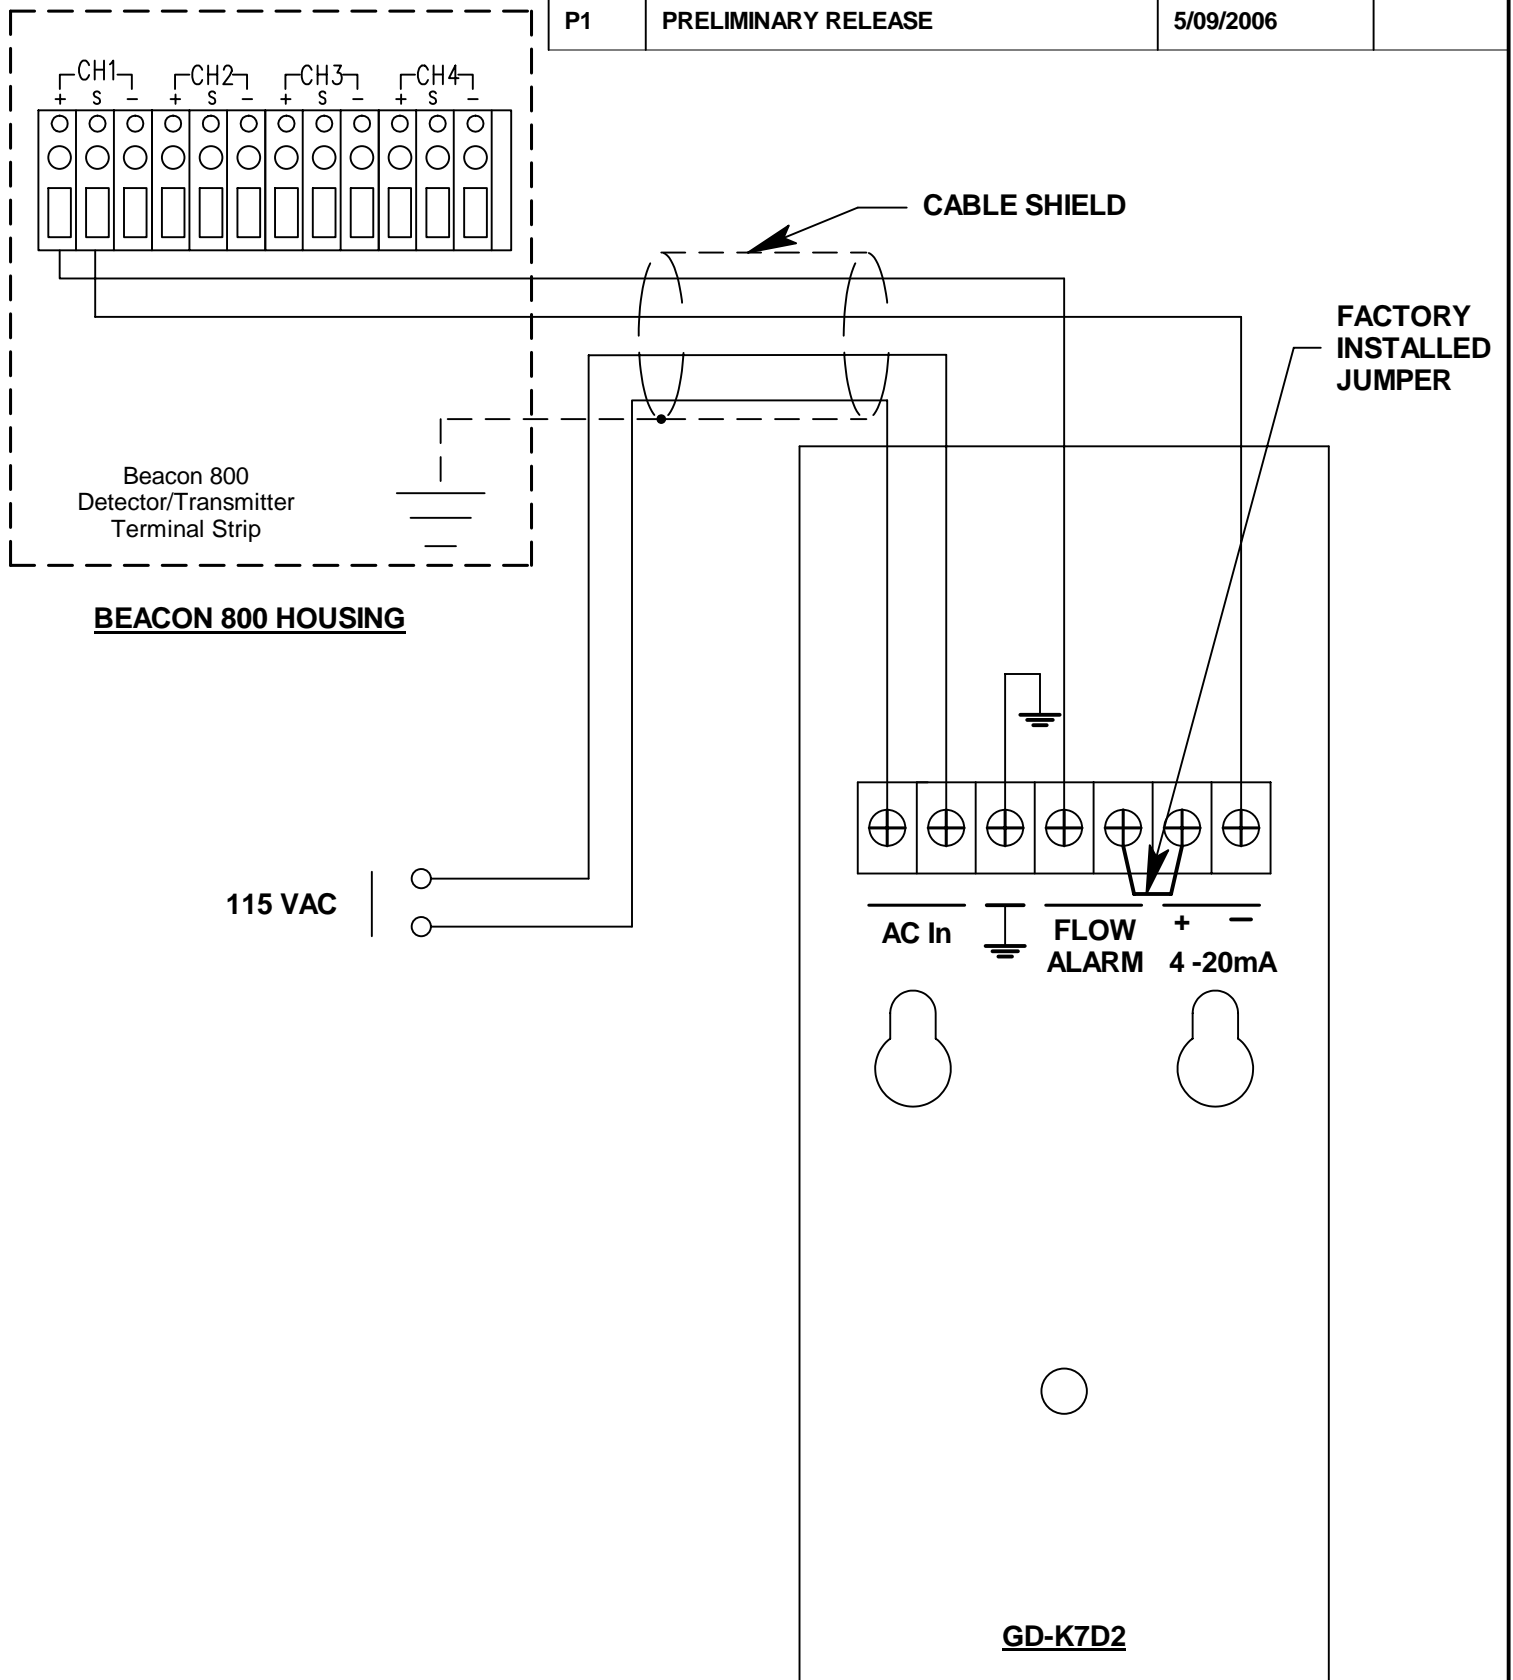 P1 PRELIMINARY RELEASE 5/09/2006
CH1 CH2 CH3 CH4
+ S − + S − + S − + S −
CABLE SHIELD
FACTORY
INSTALLED
JUMPER
Beacon 800
Detector/Transmitter
Terminal Strip
BEACON 800 HOUSING
115 VAC
AC In
FLOW
ALARM
+ −
4 -20mA
GD-K7D2